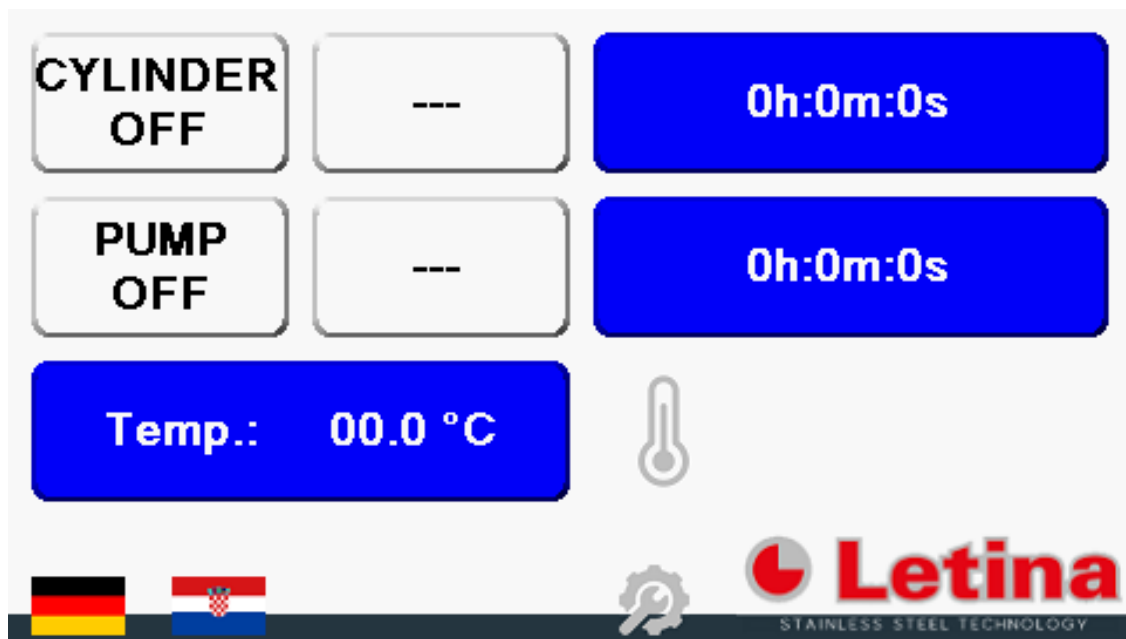 CYLINDER
OFF
---
0h:0m:0s
PUMP
OFF
---
0h:0m:0s
Temp.: 00.0 °C
Letina
STAINLESS STEEL TECHNOLOGY